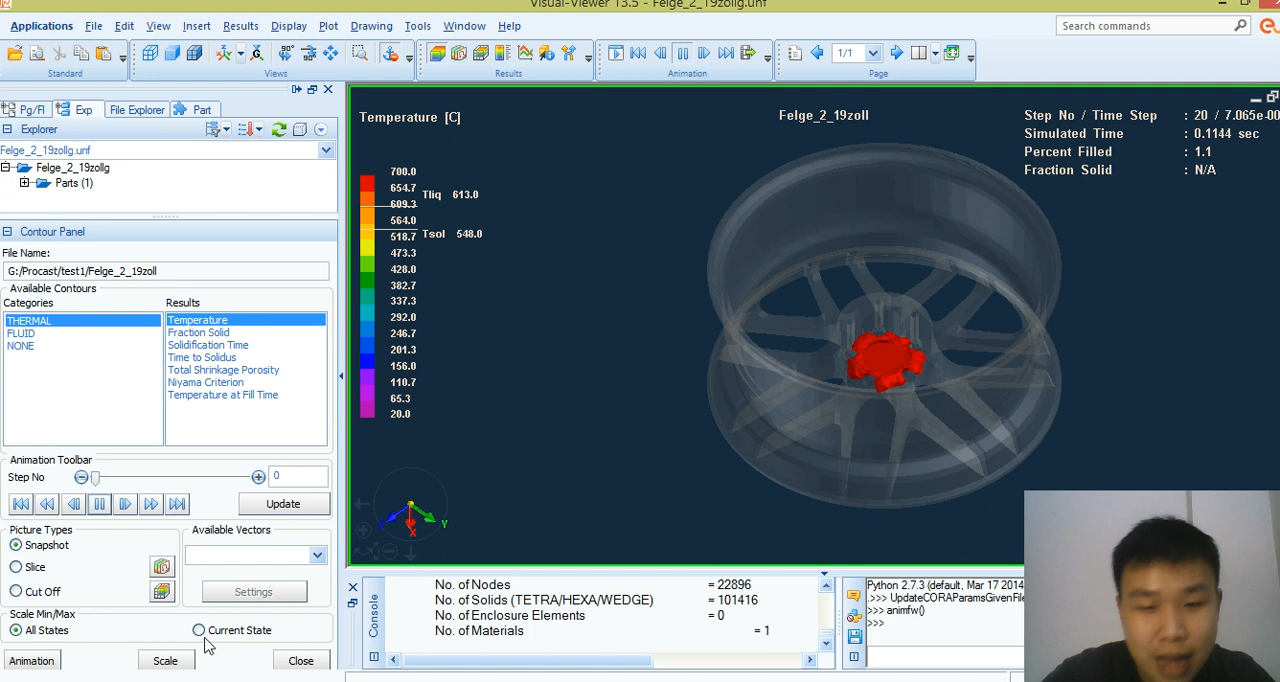 Visual-Viewer 13.5 - Felge_2_19zollg.unf
Applications File Edit View Insert Results Display Plot Drawing Tools Window Help
Search commands
1/1
Standard Views Results Animation Page
Pg/Fl Exp File Explorer Part
Explorer
Felge_2_19zollg.unf
Felge_2_19zollg
Parts (1)
Contour Panel
File Name:
G:/Procast/test1/Felge_2_19zoll
Available Contours
Categories Results
THERMAL
FLUID
NONE
Temperature
Fraction Solid
Solidification Time
Time to Solidus
Total Shrinkage Porosity
Niyama Criterion
Temperature at Fill Time
Animation Toolbar
Step No 0
Update
Picture Types Available Vectors
Snapshot
Slice
Cut Off
Settings
Scale Min/Max
All States Current State
Animation Scale Close
Temperature [C]
700.0
654.7
609.3
564.0
518.7
473.3
428.0
382.7
337.3
292.0
246.7
201.3
156.0
110.7
65.3
20.0
Tliq 613.0
Tsol 548.0
Felge_2_19zoll
Step No / Time Step : 20 / 7.065e-00
Simulated Time : 0.1144 sec
Percent Filled : 1.1
Fraction Solid : N/A
X
Y
Console
No. of Nodes = 22896
No. of Solids (TETRA/HEXA/WEDGE) = 101416
No. of Enclosure Elements = 0
No. of Materials = 1
Python 2.7.3 (default, Mar 17 2014
>>> UpdateCORAParamsGivenFile
>>> animfw()
>>>